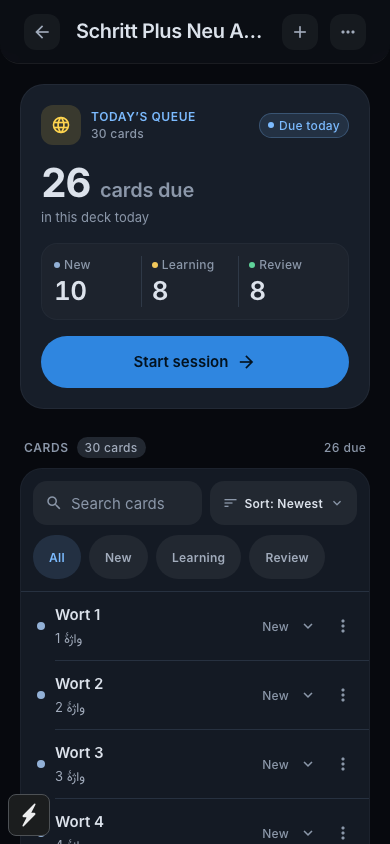 Schritt Plus Neu A...
TODAY'S QUEUE
30 cards
Due today
26 cards due
in this deck today
New
10
Learning
8
Review
8
Start session
CARDS
30 cards
26 due
Search cards
Sort: Newest
All
New
Learning
Review
Wort 1
واژهٔ 1
New
Wort 2
واژهٔ 2
New
Wort 3
واژهٔ 3
New
Wort 4
New